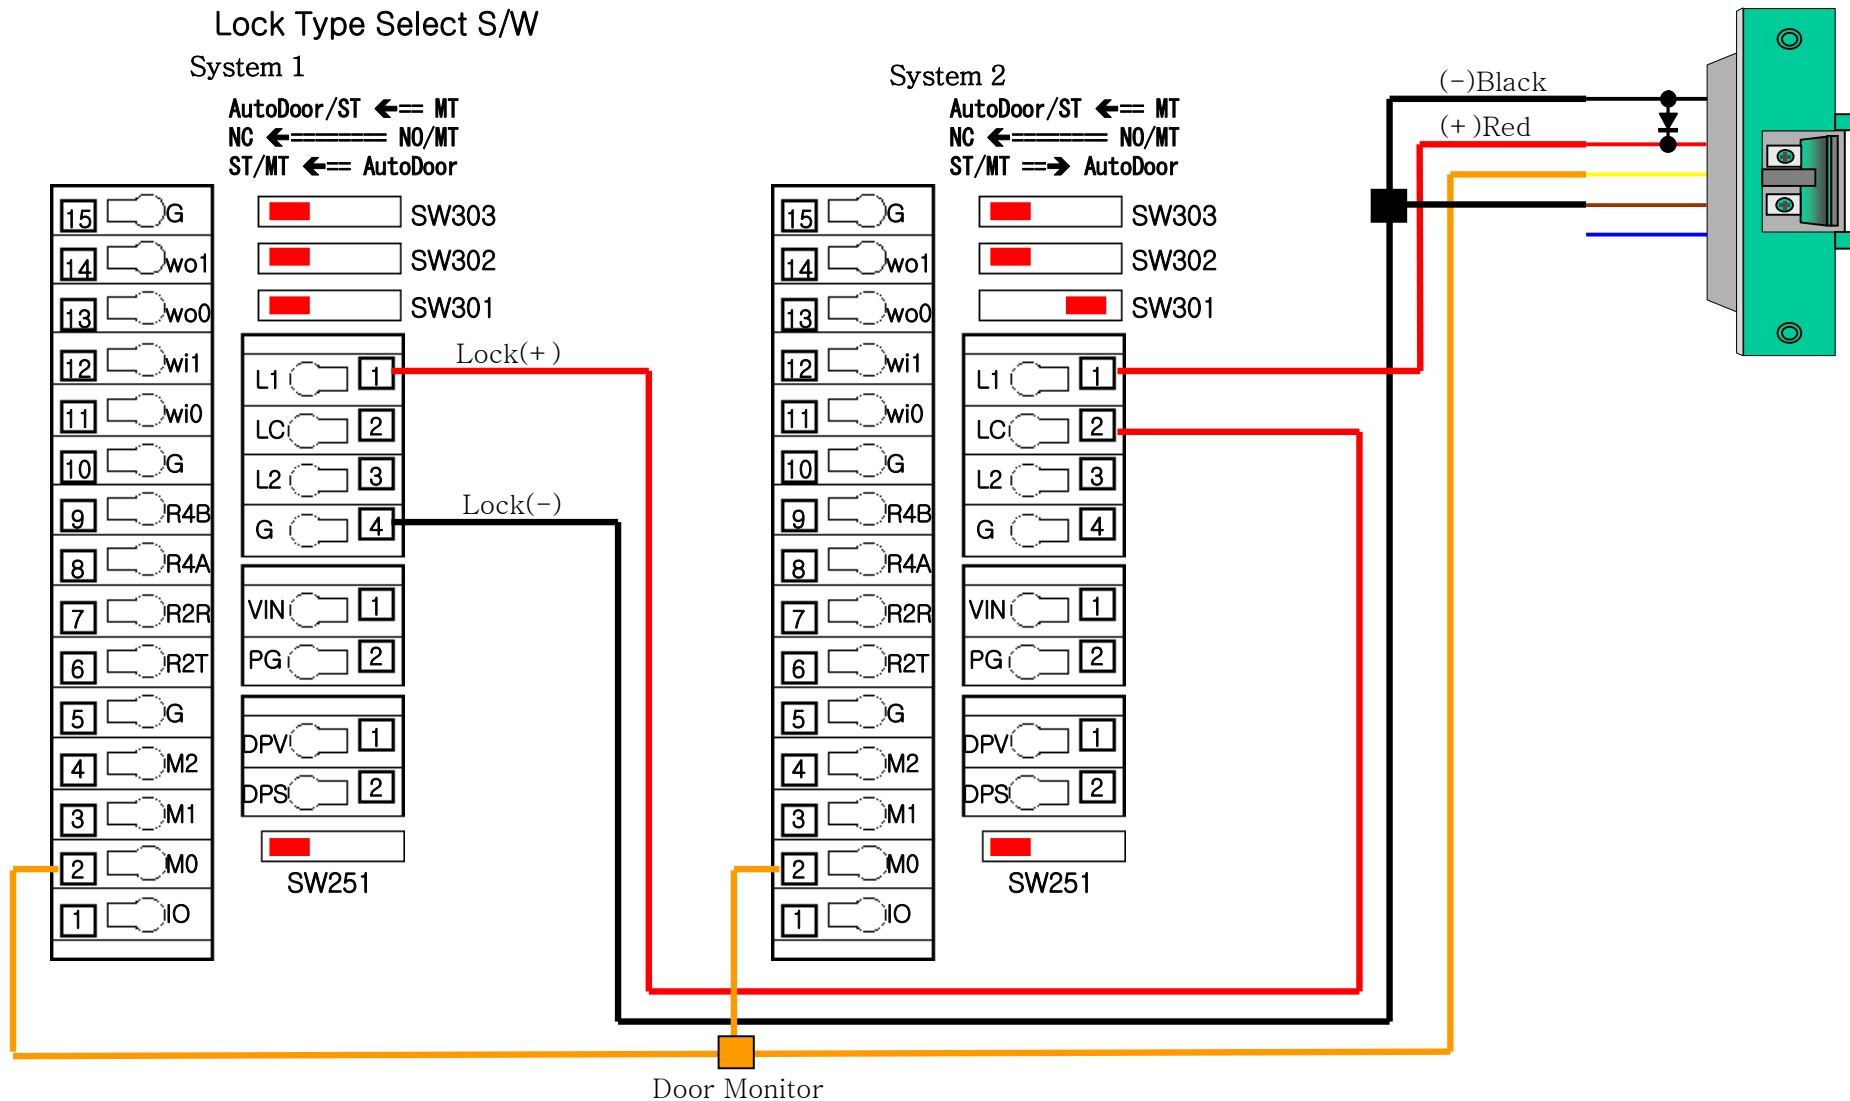 Lock Type Select S/W
System 1
AutoDoor/ST ←== MT
NC ←======== NO/MT
ST/MT ←== AutoDoor
15 G
14 wo1
13 wo0
12 wi1
11 wi0
10 G
9 R4B
8 R4A
7 R2R
6 R2T
5 G
4 M2
3 M1
2 M0
1 IO
SW303
SW302
SW301
L1 1
LC 2
L2 3
G 4
VIN 1
PG 2
DPV 1
DPS 2
SW251
Lock(+)
Lock(-)
System 2
AutoDoor/ST ←== MT
NC ←======== NO/MT
ST/MT ==→ AutoDoor
15 G
14 wo1
13 wo0
12 wi1
11 wi0
10 G
9 R4B
8 R4A
7 R2R
6 R2T
5 G
4 M2
3 M1
2 M0
1 IO
SW303
SW302
SW301
L1 1
LC 2
L2 3
G 4
VIN 1
PG 2
DPV 1
DPS 2
SW251
(-)Black
(+)Red
Door Monitor